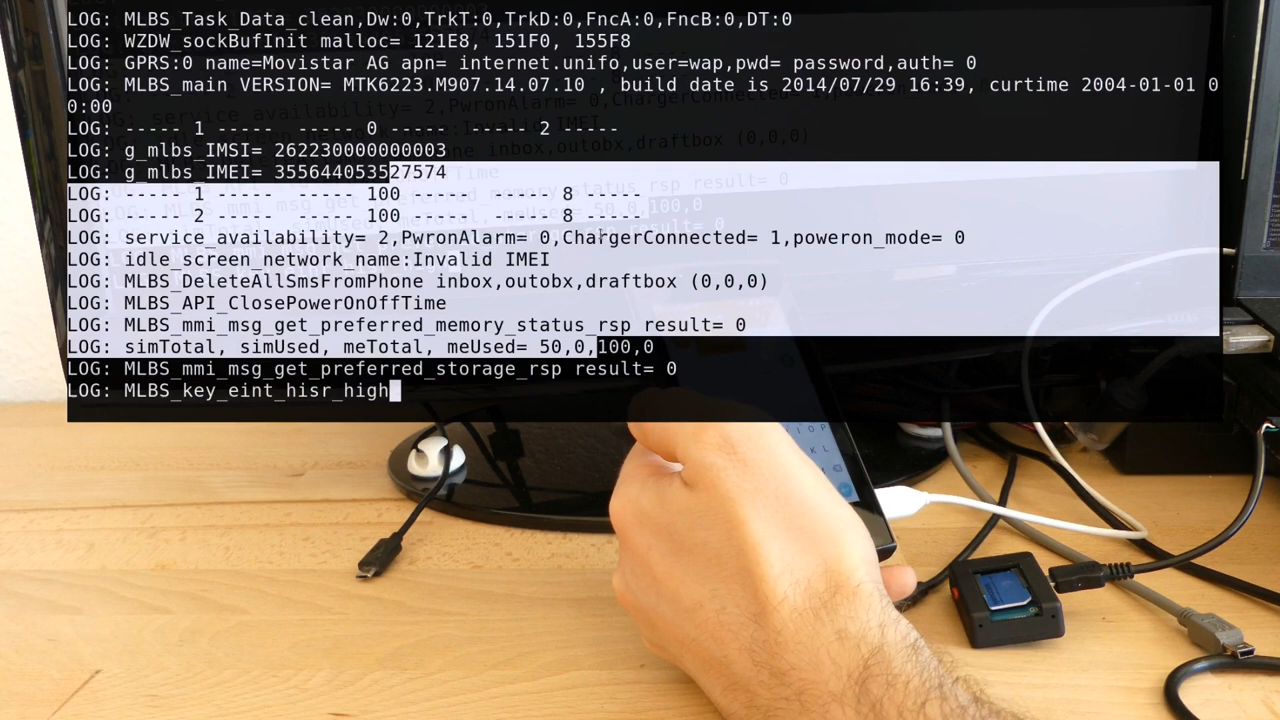 LOG: MLBS_Task_Data_clean,Dw:0,TrkT:0,TrkD:0,FncA:0,FncB:0,DT:0
LOG: WZDW_sockBufInit malloc= 121E8, 151F0, 155F8
LOG: GPRS:0 name=Movistar AG apn= internet.unifo,user=wap,pwd= password,auth= 0
LOG: MLBS_main VERSION= MTK6223.M907.14.07.10 , build date is 2014/07/29 16:39, curtime 2004-01-01 0
0:00
LOG: ----- 1 -----  ----- 0 -----  ----- 2 -----
LOG: g_mlbs_IMSI= 262230000000003
LOG: g_mlbs_IMEI= 355644053527574
LOG: ----- 1 -----  ----- 100 -----  ----- 8 -----
LOG: ----- 2 -----  ----- 100 -----  ----- 8 -----
LOG: service_availability= 2,PwronAlarm= 0,ChargerConnected= 1,poweron_mode= 0
LOG: idle_screen_network_name:Invalid IMEI
LOG: MLBS_DeleteAllSmsFromPhone inbox,outobx,draftbox (0,0,0)
LOG: MLBS_API_ClosePowerOnOffTime
LOG: MLBS_mmi_msg_get_preferred_memory_status_rsp result= 0
LOG: simTotal, simUsed, meTotal, meUsed= 50,0,100,0
LOG: MLBS_mmi_msg_get_preferred_storage_rsp result= 0
LOG: MLBS_key_eint_hisr_high